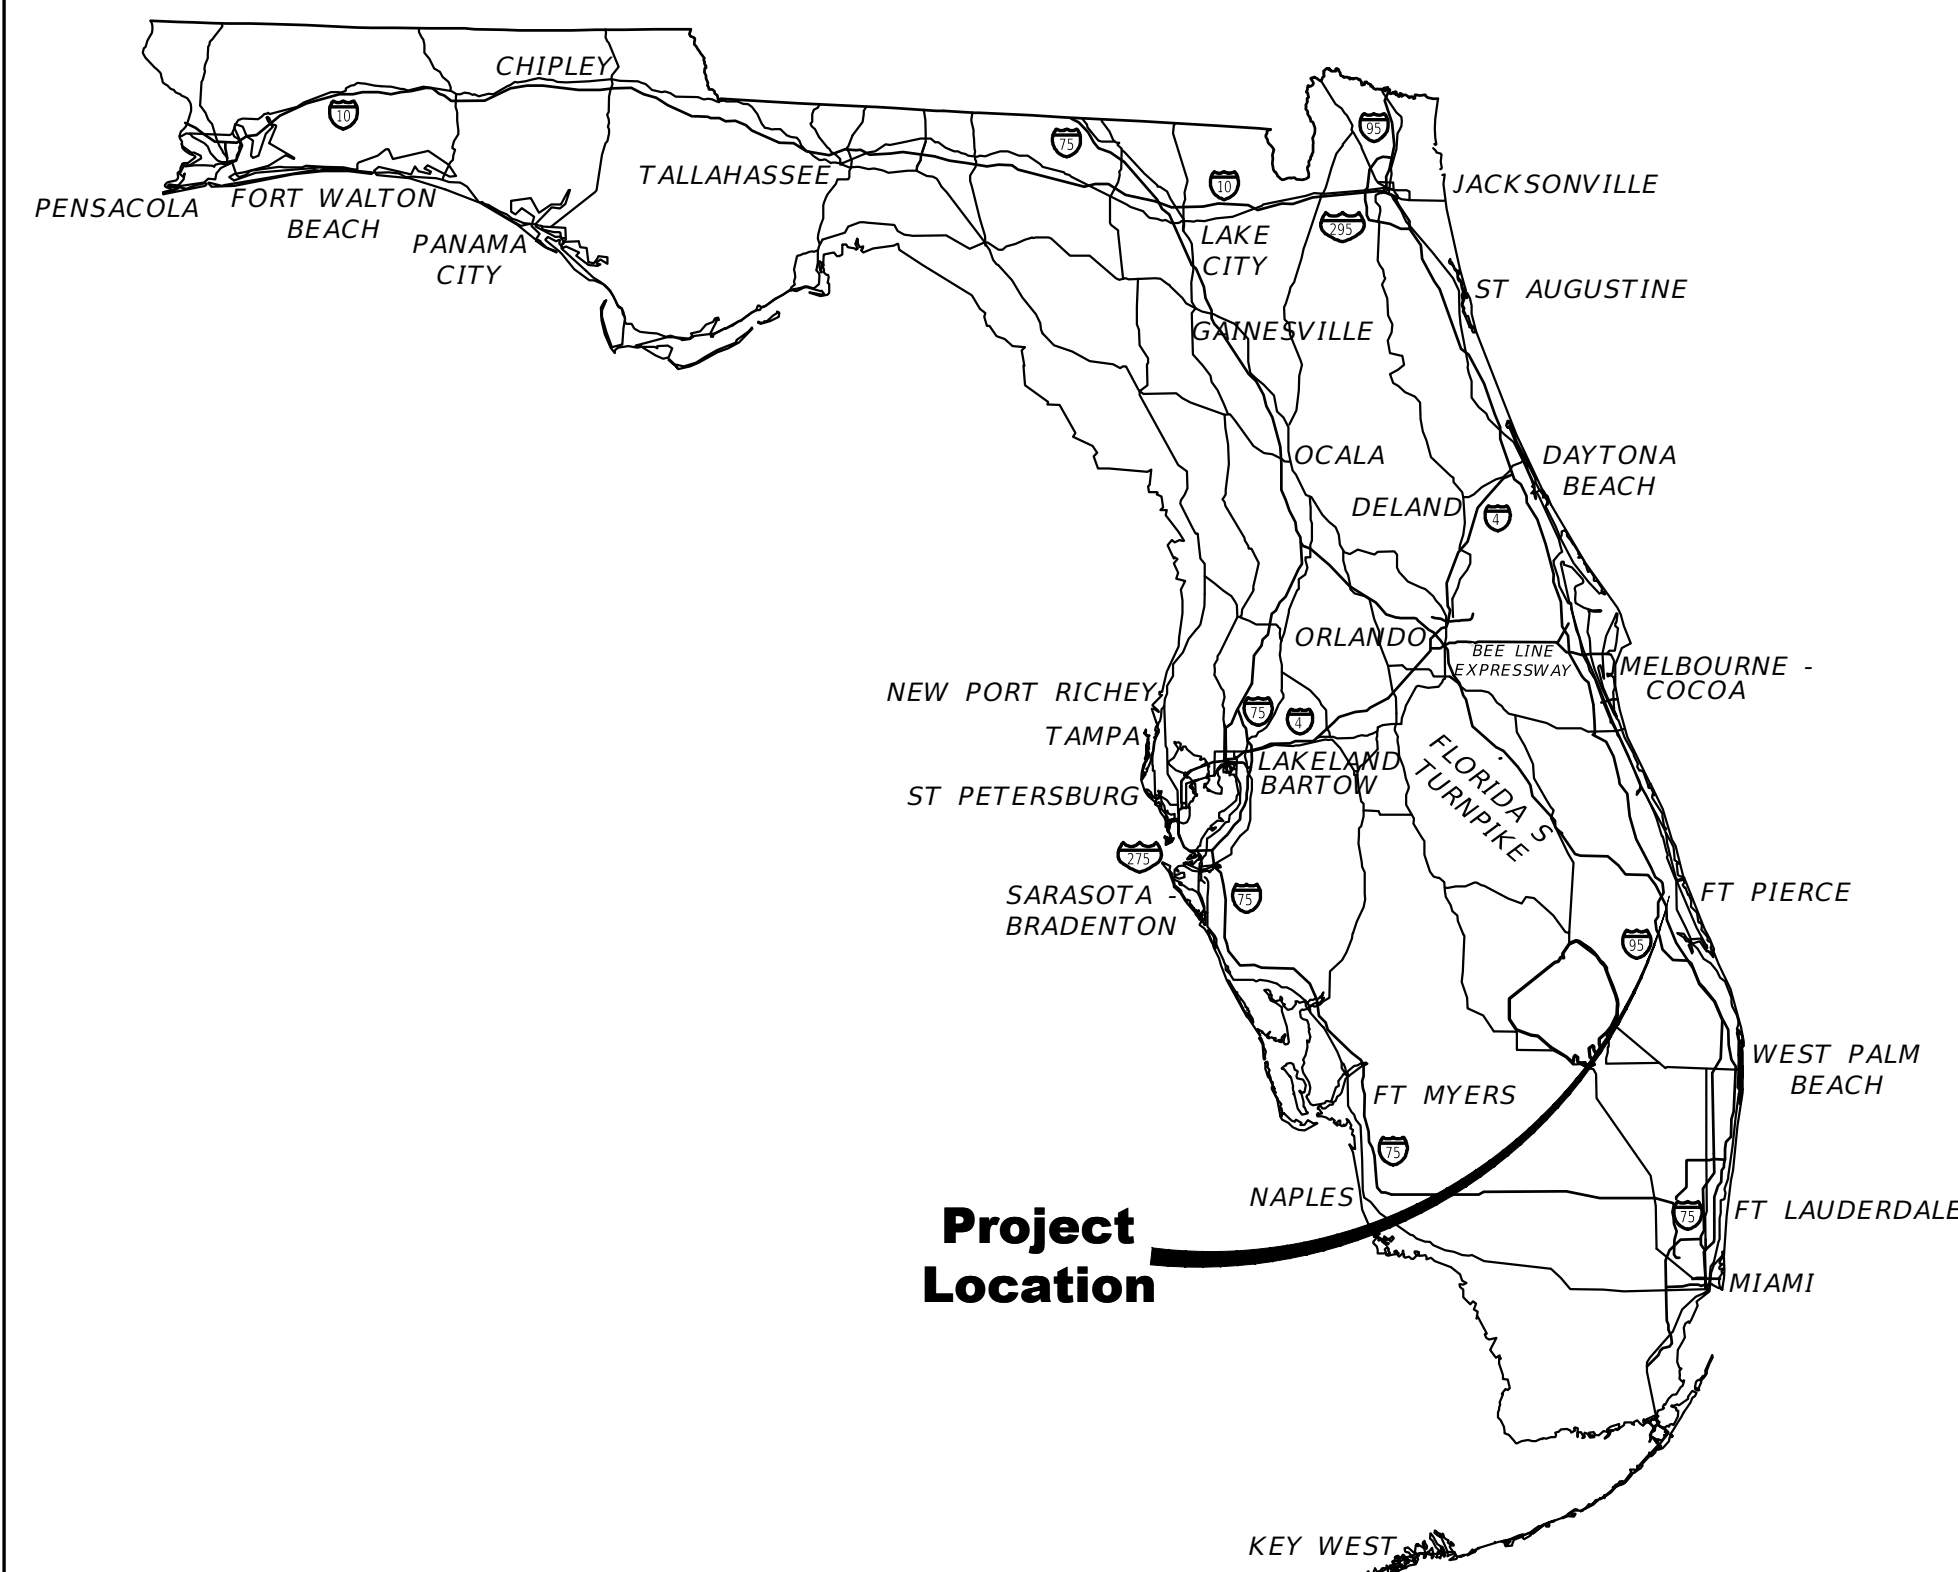 CHIPLEY
10
95
75
TALLAHASSEE
10
JACKSONVILLE
PENSACOLA
FORT WALTON
BEACH
PANAMA
CITY
295
LAKE
CITY
ST AUGUSTINE
GAINESVILLE
OCALA
DAYTONA
BEACH
DELAND
4
ORLANDO
BEE LINE
EXPRESSWAY
MELBOURNE -
COCOA
NEW PORT RICHEY
75
4
TAMPA
LAKELAND
BARTOW
FLORIDA S
TURNPIKE
ST PETERSBURG
275
SARASOTA -
BRADENTON
75
FT PIERCE
95
WEST PALM
BEACH
FT MYERS
75
NAPLES
75
FT LAUDERDALE
Project
Location
MIAMI
KEY WEST